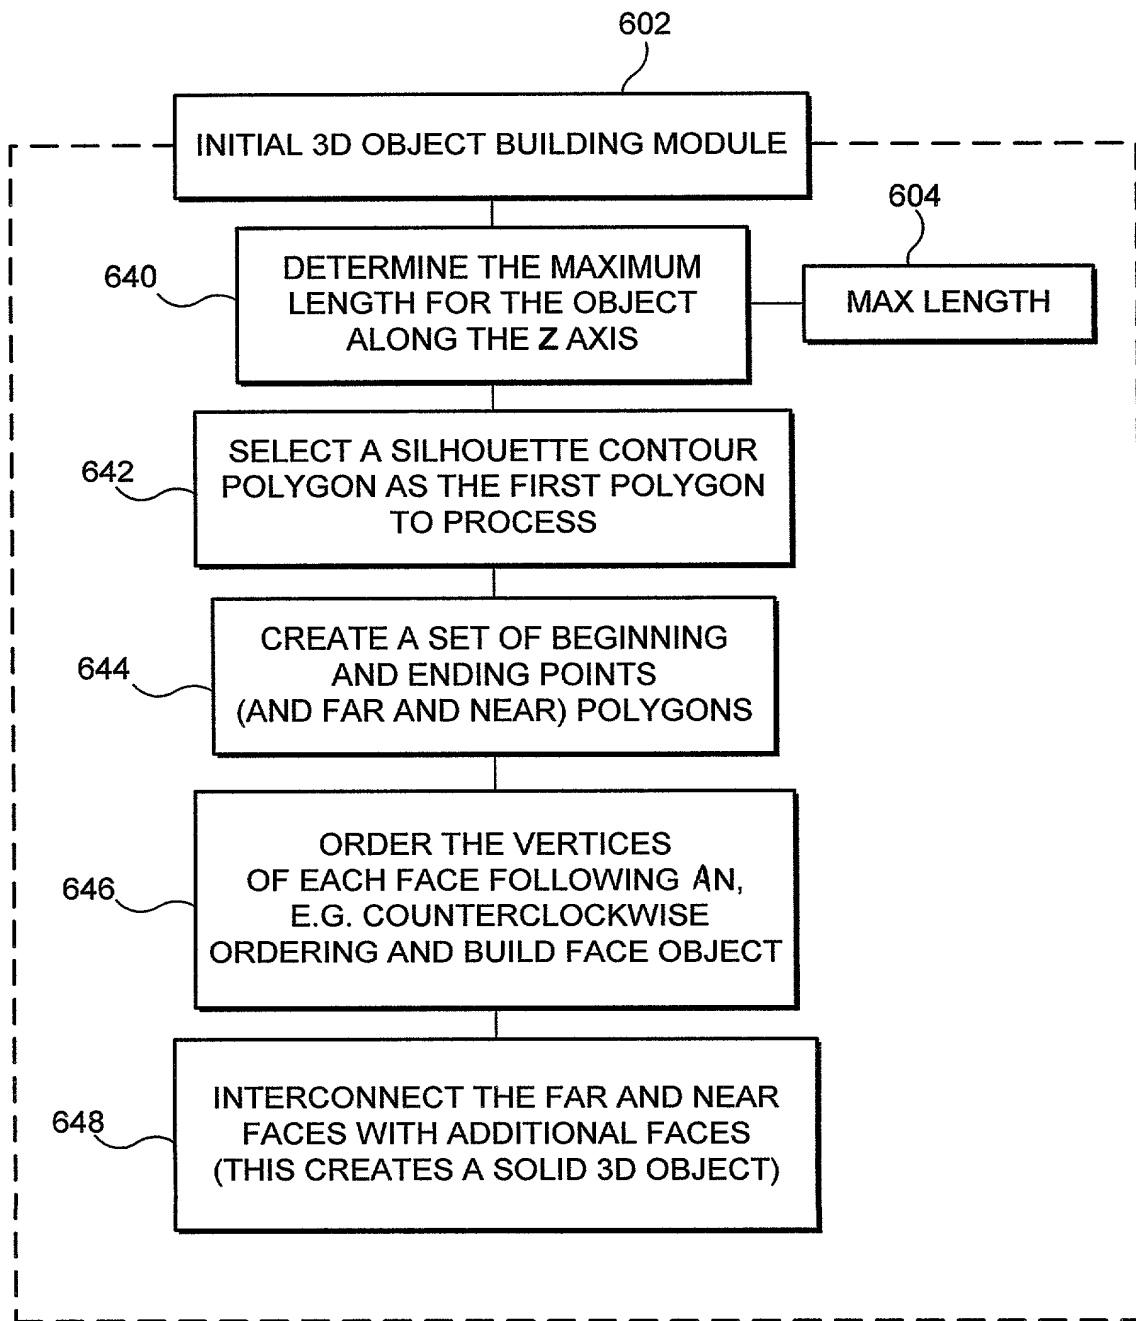 602
INITIAL 3D OBJECT BUILDING MODULE
604
640
DETERMINE THE MAXIMUM
LENGTH FOR THE OBJECT
ALONG THE Z AXIS
MAX LENGTH
642
SELECT A SILHOUETTE CONTOUR
POLYGON AS THE FIRST POLYGON
TO PROCESS
644
CREATE A SET OF BEGINNING
AND ENDING POINTS
(AND FAR AND NEAR) POLYGONS
646
ORDER THE VERTICES
OF EACH FACE FOLLOWING AN,
E.G. COUNTERCLOCKWISE
ORDERING AND BUILD FACE OBJECT
648
INTERCONNECT THE FAR AND NEAR
FACES WITH ADDITIONAL FACES
(THIS CREATES A SOLID 3D OBJECT)